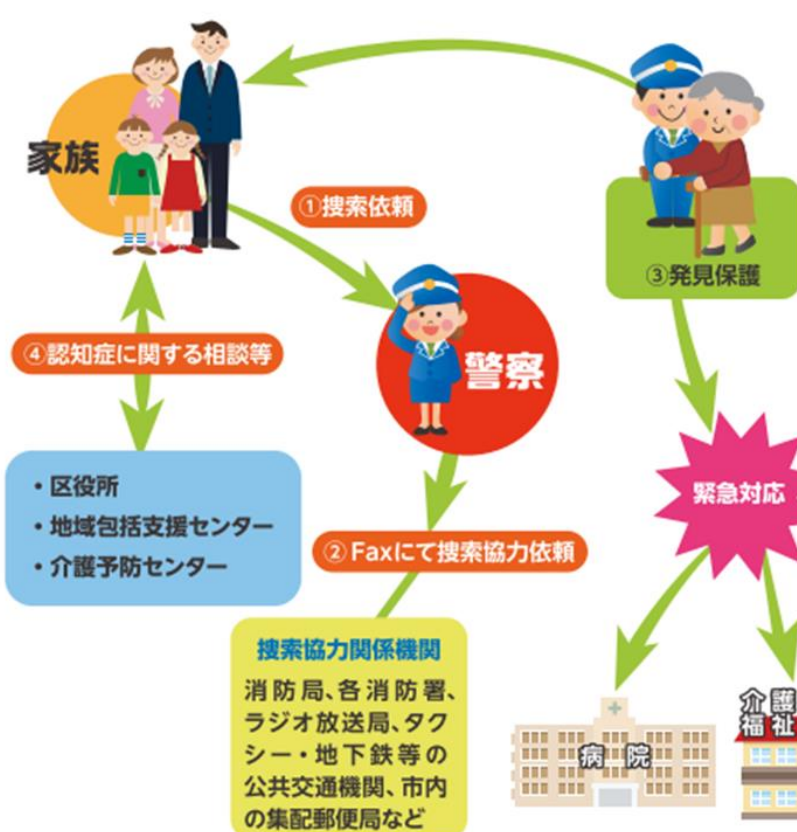 家族
①捜索依頼
③発見保護
④認知症に関する相談等
警察
・区役所
・地域包括支援センター
・介護予防センター
緊急対応
② Faxにて捜索協力依頼
捜索協力関係機関
消防局、各消防署、
ラジオ放送局、タク
シー・地下鉄等の
公共交通機関、市内
の集配郵便局など
病院
介護
福祉